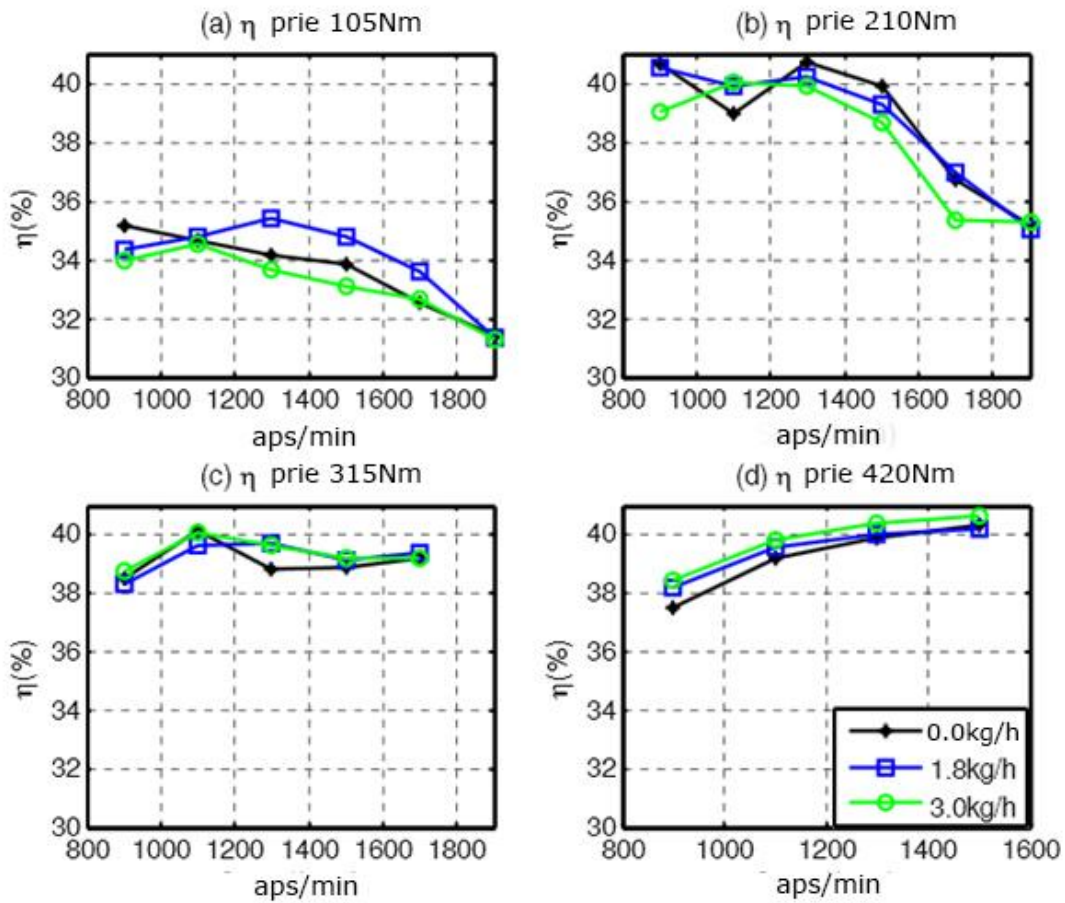 (a) η prie 105Nm
40
38
36
34
32
30
η(%)
800 1000 1200 1400 1600 1800
aps/min
(b) η prie 210Nm
40
38
36
34
32
30
η(%)
800 1000 1200 1400 1600 1800
aps/min
(c) η prie 315Nm
40
38
36
34
32
30
η(%)
800 1000 1200 1400 1600 1800
aps/min
(d) η prie 420Nm
40
38
36
34
32
30
η(%)
0.0kg/h
1.8kg/h
3.0kg/h
800 1000 1200 1400 1600
aps/min